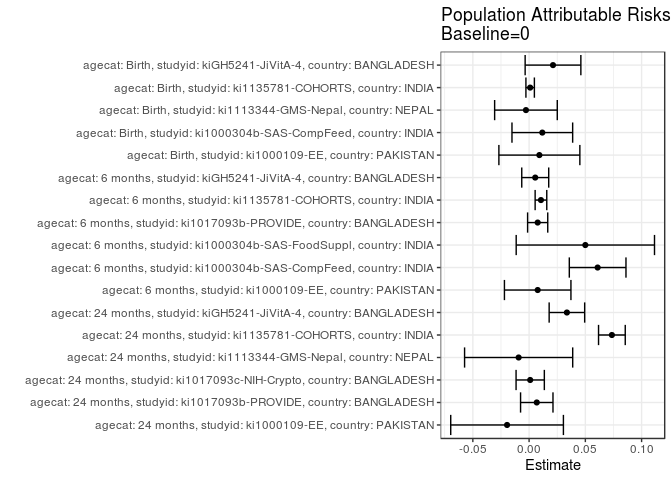 Population Attributable Risks
Baseline=0
agecat: Birth, studyid: kiGH5241-JiVitA-4, country: BANGLADESH
agecat: Birth, studyid: ki1135781-COHORTS, country: INDIA
agecat: Birth, studyid: ki1113344-GMS-Nepal, country: NEPAL
agecat: Birth, studyid: ki1000304b-SAS-CompFeed, country: INDIA
agecat: Birth, studyid: ki1000109-EE, country: PAKISTAN
agecat: 6 months, studyid: kiGH5241-JiVitA-4, country: BANGLADESH
agecat: 6 months, studyid: ki1135781-COHORTS, country: INDIA
agecat: 6 months, studyid: ki1017093b-PROVIDE, country: BANGLADESH
agecat: 6 months, studyid: ki1000304b-SAS-FoodSuppl, country: INDIA
agecat: 6 months, studyid: ki1000304b-SAS-CompFeed, country: INDIA
agecat: 6 months, studyid: ki1000109-EE, country: PAKISTAN
agecat: 24 months, studyid: kiGH5241-JiVitA-4, country: BANGLADESH
agecat: 24 months, studyid: ki1135781-COHORTS, country: INDIA
agecat: 24 months, studyid: ki1113344-GMS-Nepal, country: NEPAL
agecat: 24 months, studyid: ki1017093c-NIH-Crypto, country: BANGLADESH
agecat: 24 months, studyid: ki1017093b-PROVIDE, country: BANGLADESH
agecat: 24 months, studyid: ki1000109-EE, country: PAKISTAN
-0.05 0.00 0.05 0.10
Estimate